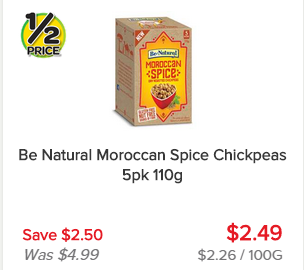 1/2
PRICE
Be Natural
MOROCCAN
SPICE
Be Natural Moroccan Spice Chickpeas
5pk 110g
Save $2.50
$2.49
Was $4.99
$2.26 / 100G